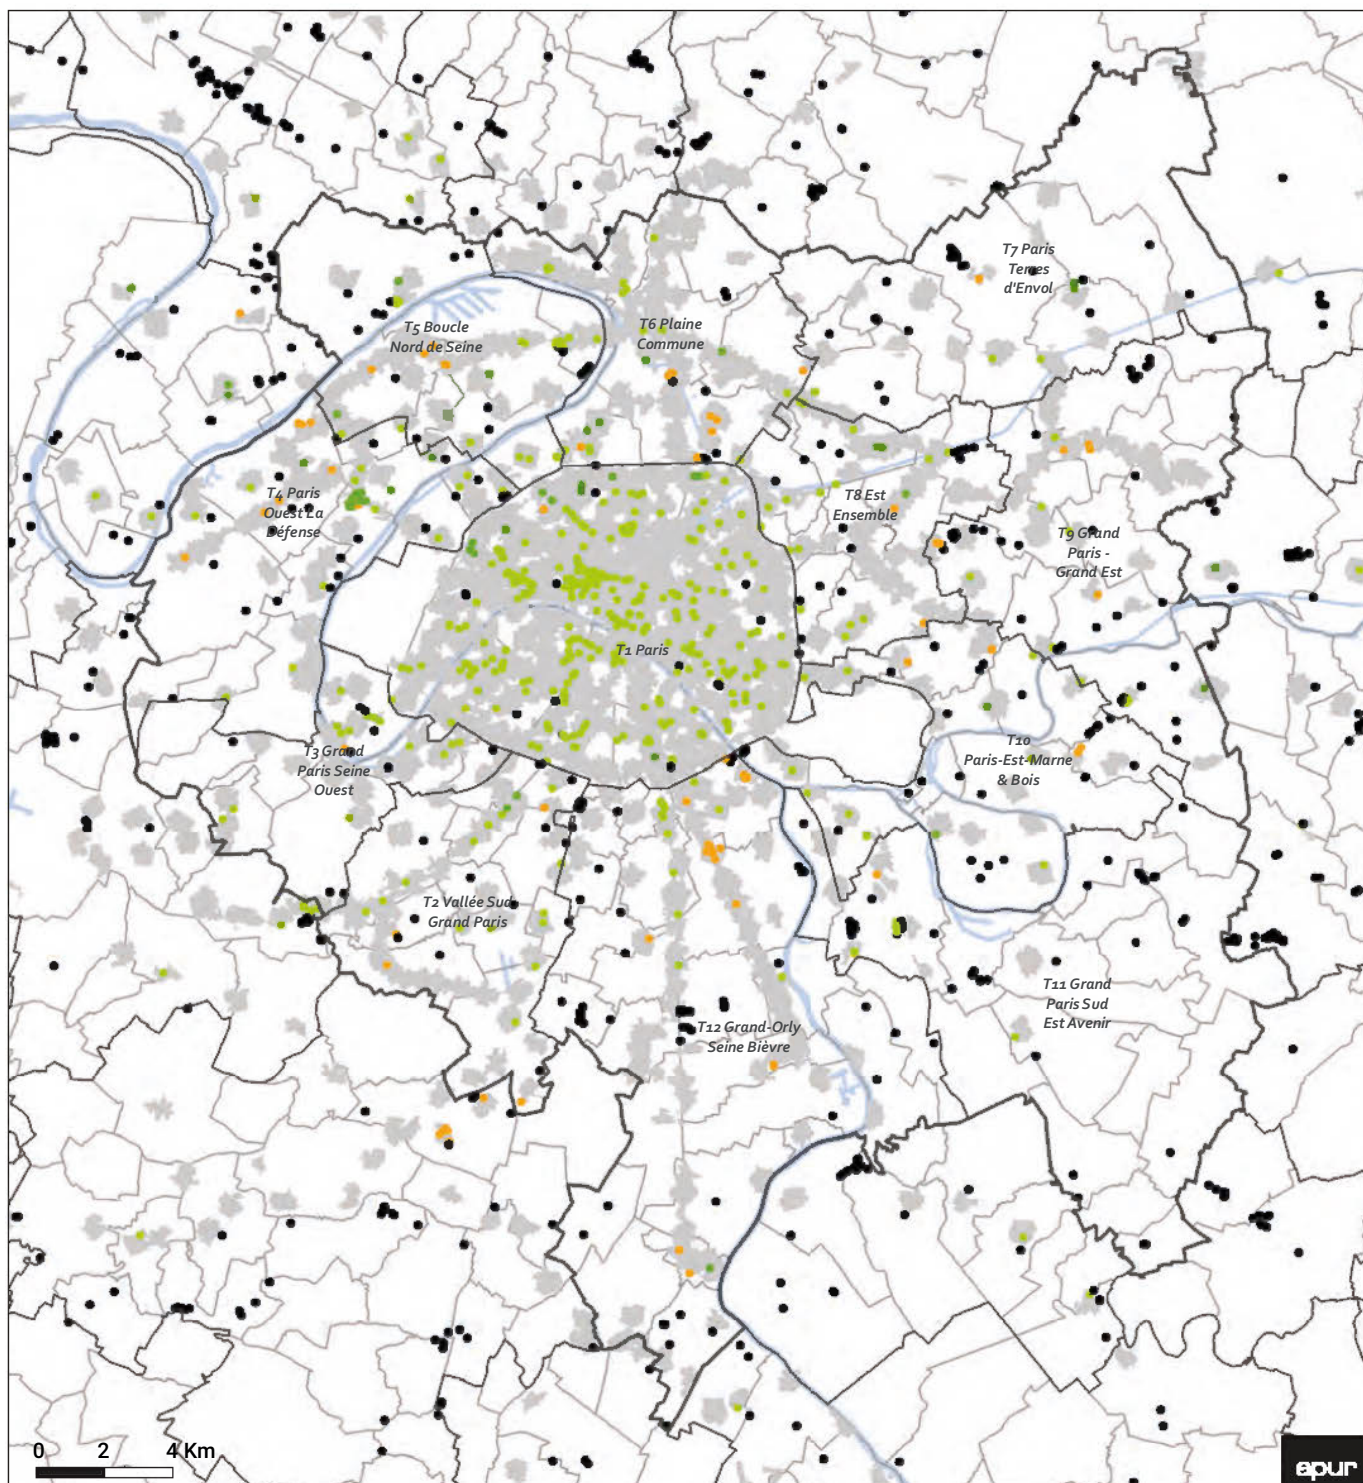 T7 Paris
Terres
d'Envol
T5 Boucle
Nord de Seine
T6 Plaine
Commune
T4 Paris
Ouest La
Défense
T8 Est
Ensemble
T9 Grand
Paris -
Grand Est
T1 Paris
T3 Grand
Paris Seine
Ouest
T10
Paris-Est-Marne
& Bois
T2 Vallée Sud
Grand Paris
T11 Grand
Paris Sud
Est Avenir
T12 Grand-Orly
Seine Bièvre
0 2 4 Km
apur